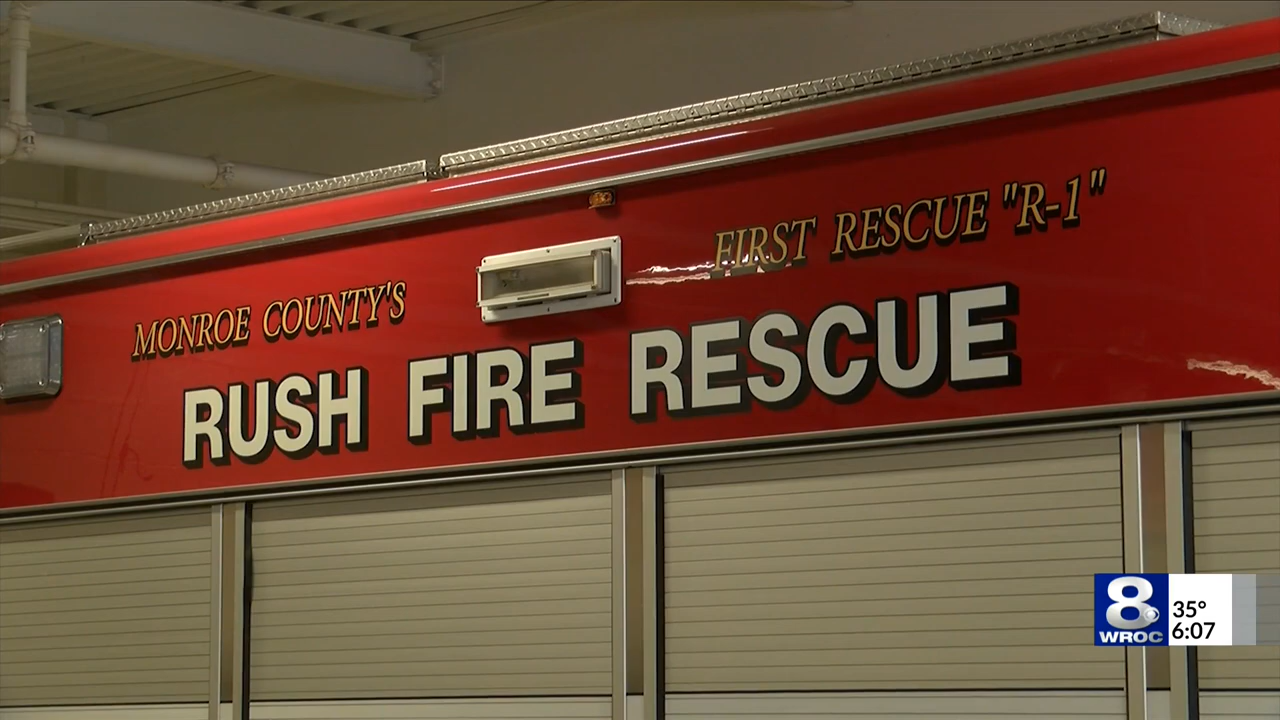 MONROE COUNTY'S FIRST RESCUE "R-1"
RUSH FIRE RESCUE
8
WROC
35°
6:07